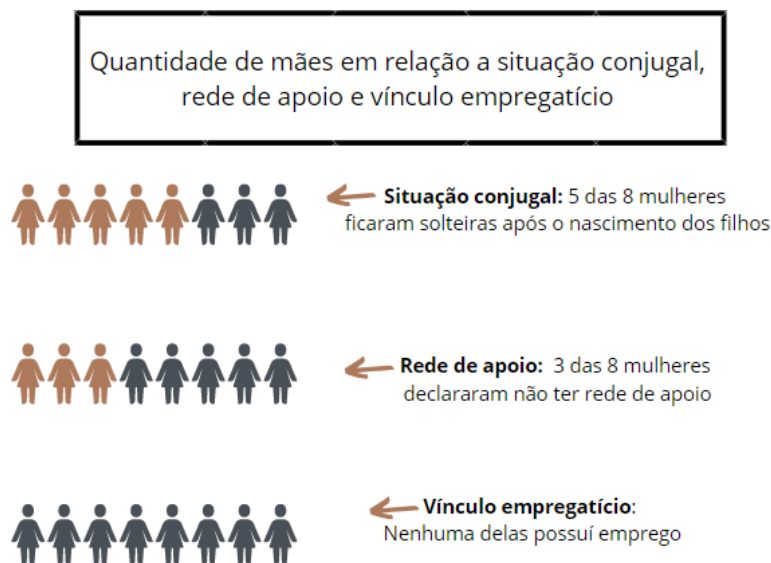 Quantidade de mães em relação a situação conjugal,
rede de apoio e vínculo empregatício
Situação conjugal: 5 das 8 mulheres
ficaram solteiras após o nascimento dos filhos
Rede de apoio: 3 das 8 mulheres
declararam não ter rede de apoio
Vínculo empregatício:
Nenhuma delas possuí emprego